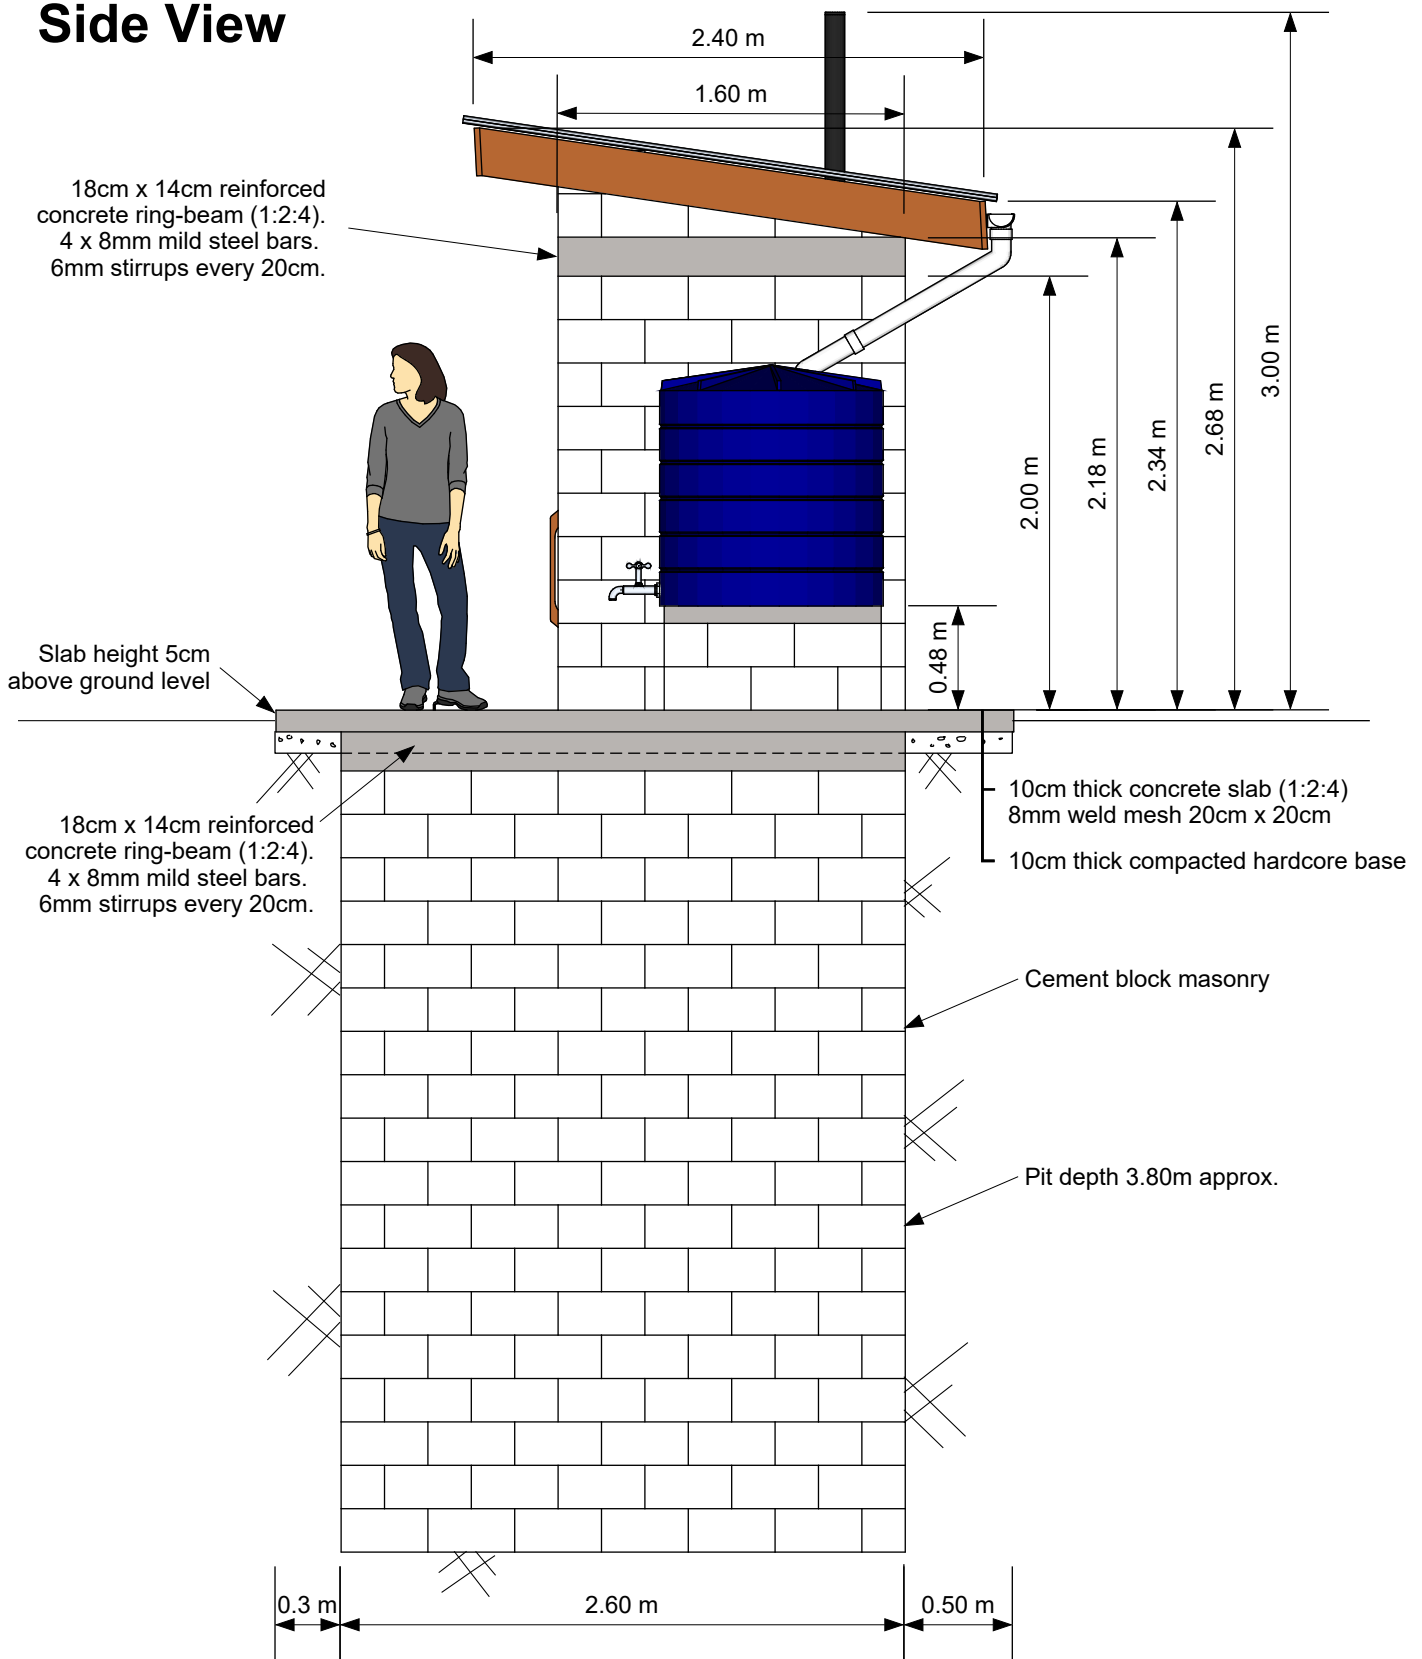 Side View
2.40 m
1.60 m
18cm x 14cm reinforced
concrete ring-beam (1:2:4).
4 x 8mm mild steel bars.
6mm stirrups every 20cm.
3.00 m
2.68 m
2.34 m
2.18 m
2.00 m
0.48 m
Slab height 5cm
above ground level
10cm thick concrete slab (1:2:4)
8mm weld mesh 20cm x 20cm
10cm thick compacted hardcore base
18cm x 14cm reinforced
concrete ring-beam (1:2:4).
4 x 8mm mild steel bars.
6mm stirrups every 20cm.
Cement block masonry
Pit depth 3.80m approx.
0.3 m
2.60 m
0.50 m